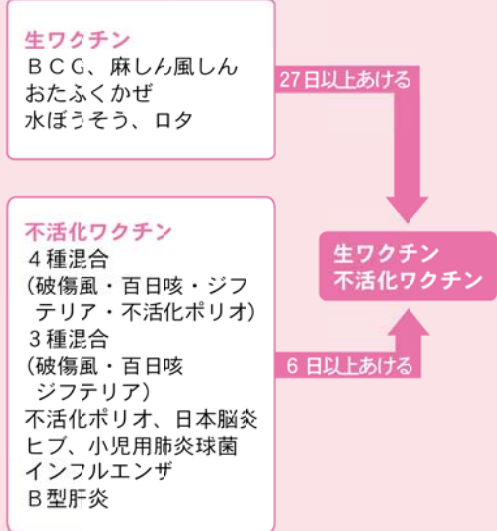 生ワクチン
BCG、麻しん風しん
おたふくかぜ
水ぼうそう、ロタ
27日以上あける
不活化ワクチン
4種混合
(破傷風・百日咳・ジフ
テリア・不活化ポリオ)
3種混合
(破傷風・百日咳
ジフテリア)
不活化ポリオ、日本脳炎
ヒブ、小児用肺炎球菌
インフルエンザ
B型肝炎
6日以上あける
生ワクチン
不活化ワクチン